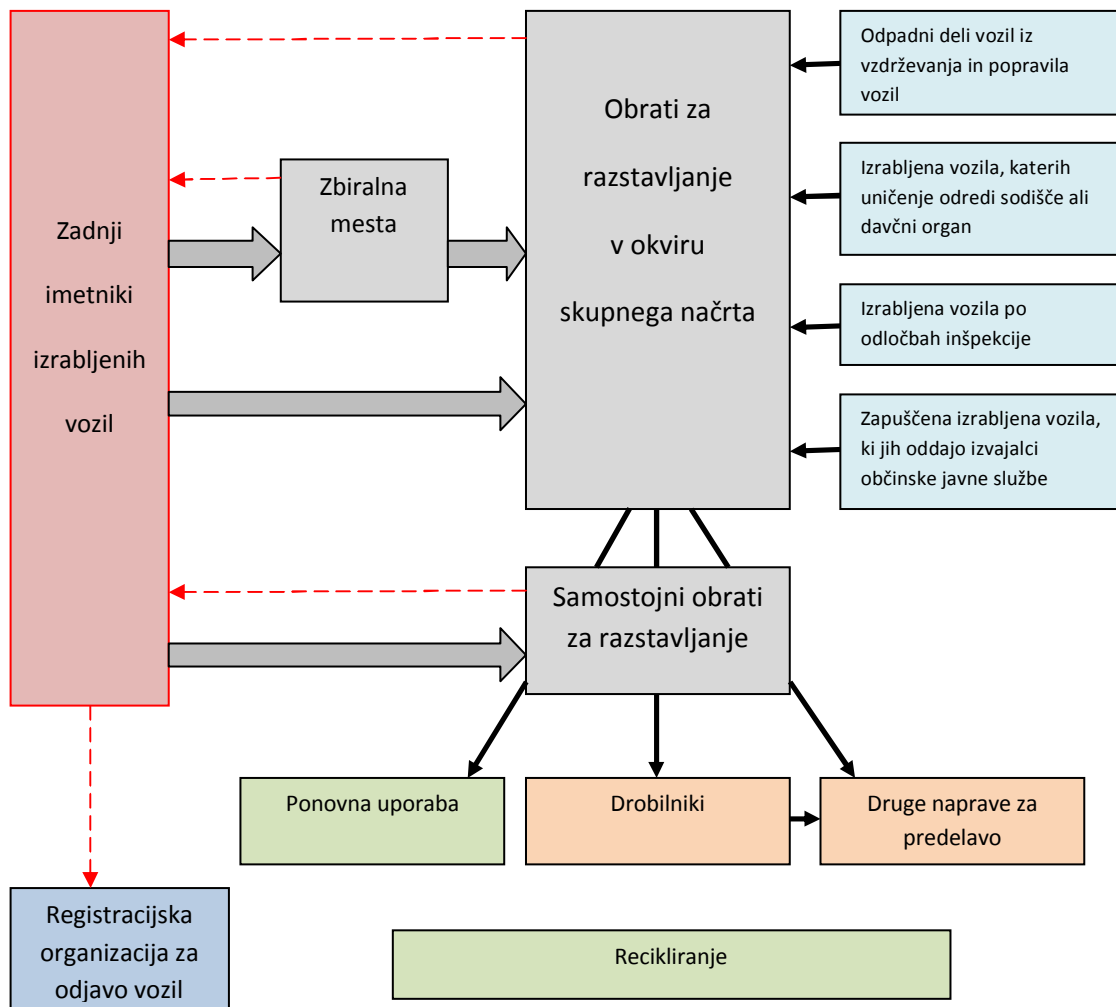 Zadnji
imetniki
izrabljenih
vozil
Zbiralna
mesta
Obrati za
razstavljanje
v okviru
skupnega načrta
Odpadni deli vozil iz
vzdrževanja in popravila
vozil
Izrabljena vozila, katerih
uničenje odredi sodišče ali
davčni organ
Izrabljena vozila po
odločbah inšpekcije
Zapuščena izrabljena vozila,
ki jih oddajo izvajalci
občinske javne službe
Samostojni obrati
za razstavljanje
Ponovna uporaba
Drobilniki
Druge naprave za
predelavo
Registracijska
organizacija za
odjavo vozil
Recikliranje